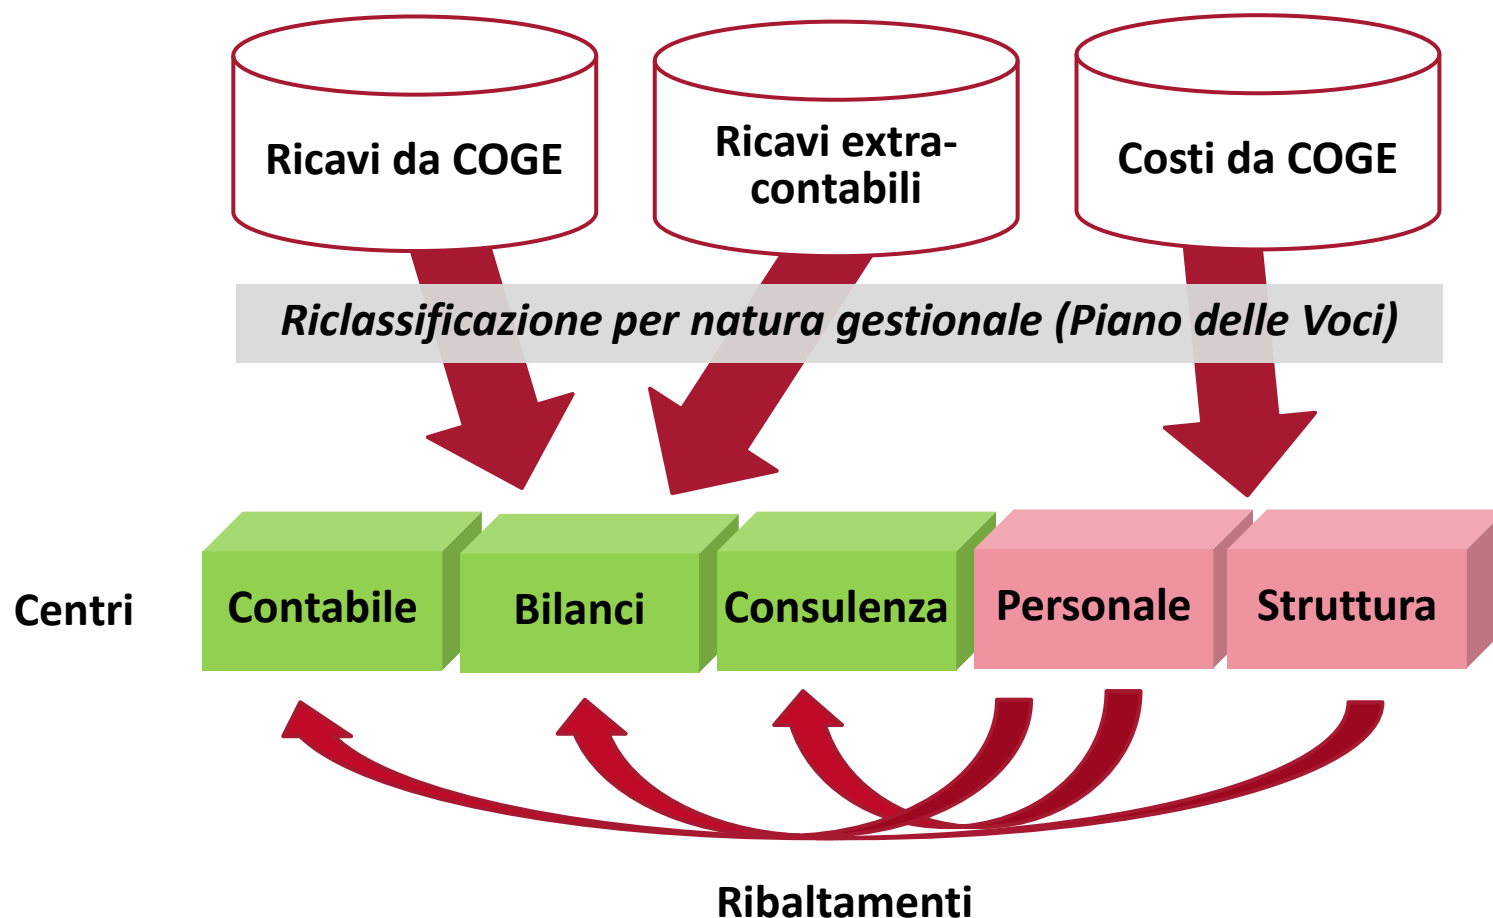 Ricavi da COGE
Ricavi extra-
contabili
Costi da COGE
Riclassificazione per natura gestionale (Piano delle Voci)
Centri
Contabile
Bilanci
Consulenza
Personale
Struttura
Ribaltamenti